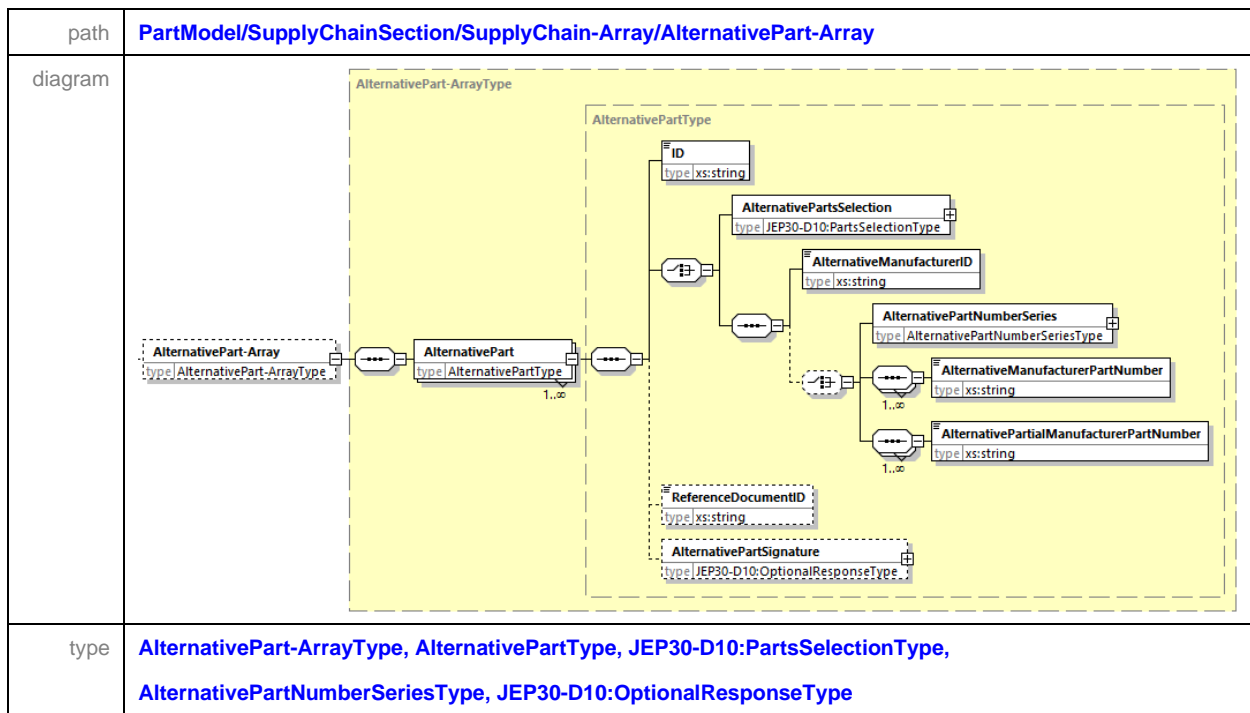 path
PartModel/SupplyChainSection/SupplyChain-Array/AlternativePart-Array
diagram
AlternativePart-ArrayType
AlternativePartType
ID
type xs:string
AlternativePartsSelection
type JEP30-D10:PartsSelectionType
AlternativeManufacturerID
type xs:string
AlternativePartNumberSeries
type AlternativePartNumberSeriesType
AlternativePart-Array
type AlternativePart-ArrayType
AlternativePart
type AlternativePartType
1..∞
AlternativeManufacturerPartNumber
type xs:string
1..∞
AlternativePartialManufacturerPartNumber
type xs:string
1..∞
ReferenceDocumentID
type xs:string
AlternativePartSignature
type JEP30-D10:OptionalResponseType
type
AlternativePart-ArrayType, AlternativePartType, JEP30-D10:PartsSelectionType,
AlternativePartNumberSeriesType, JEP30-D10:OptionalResponseType